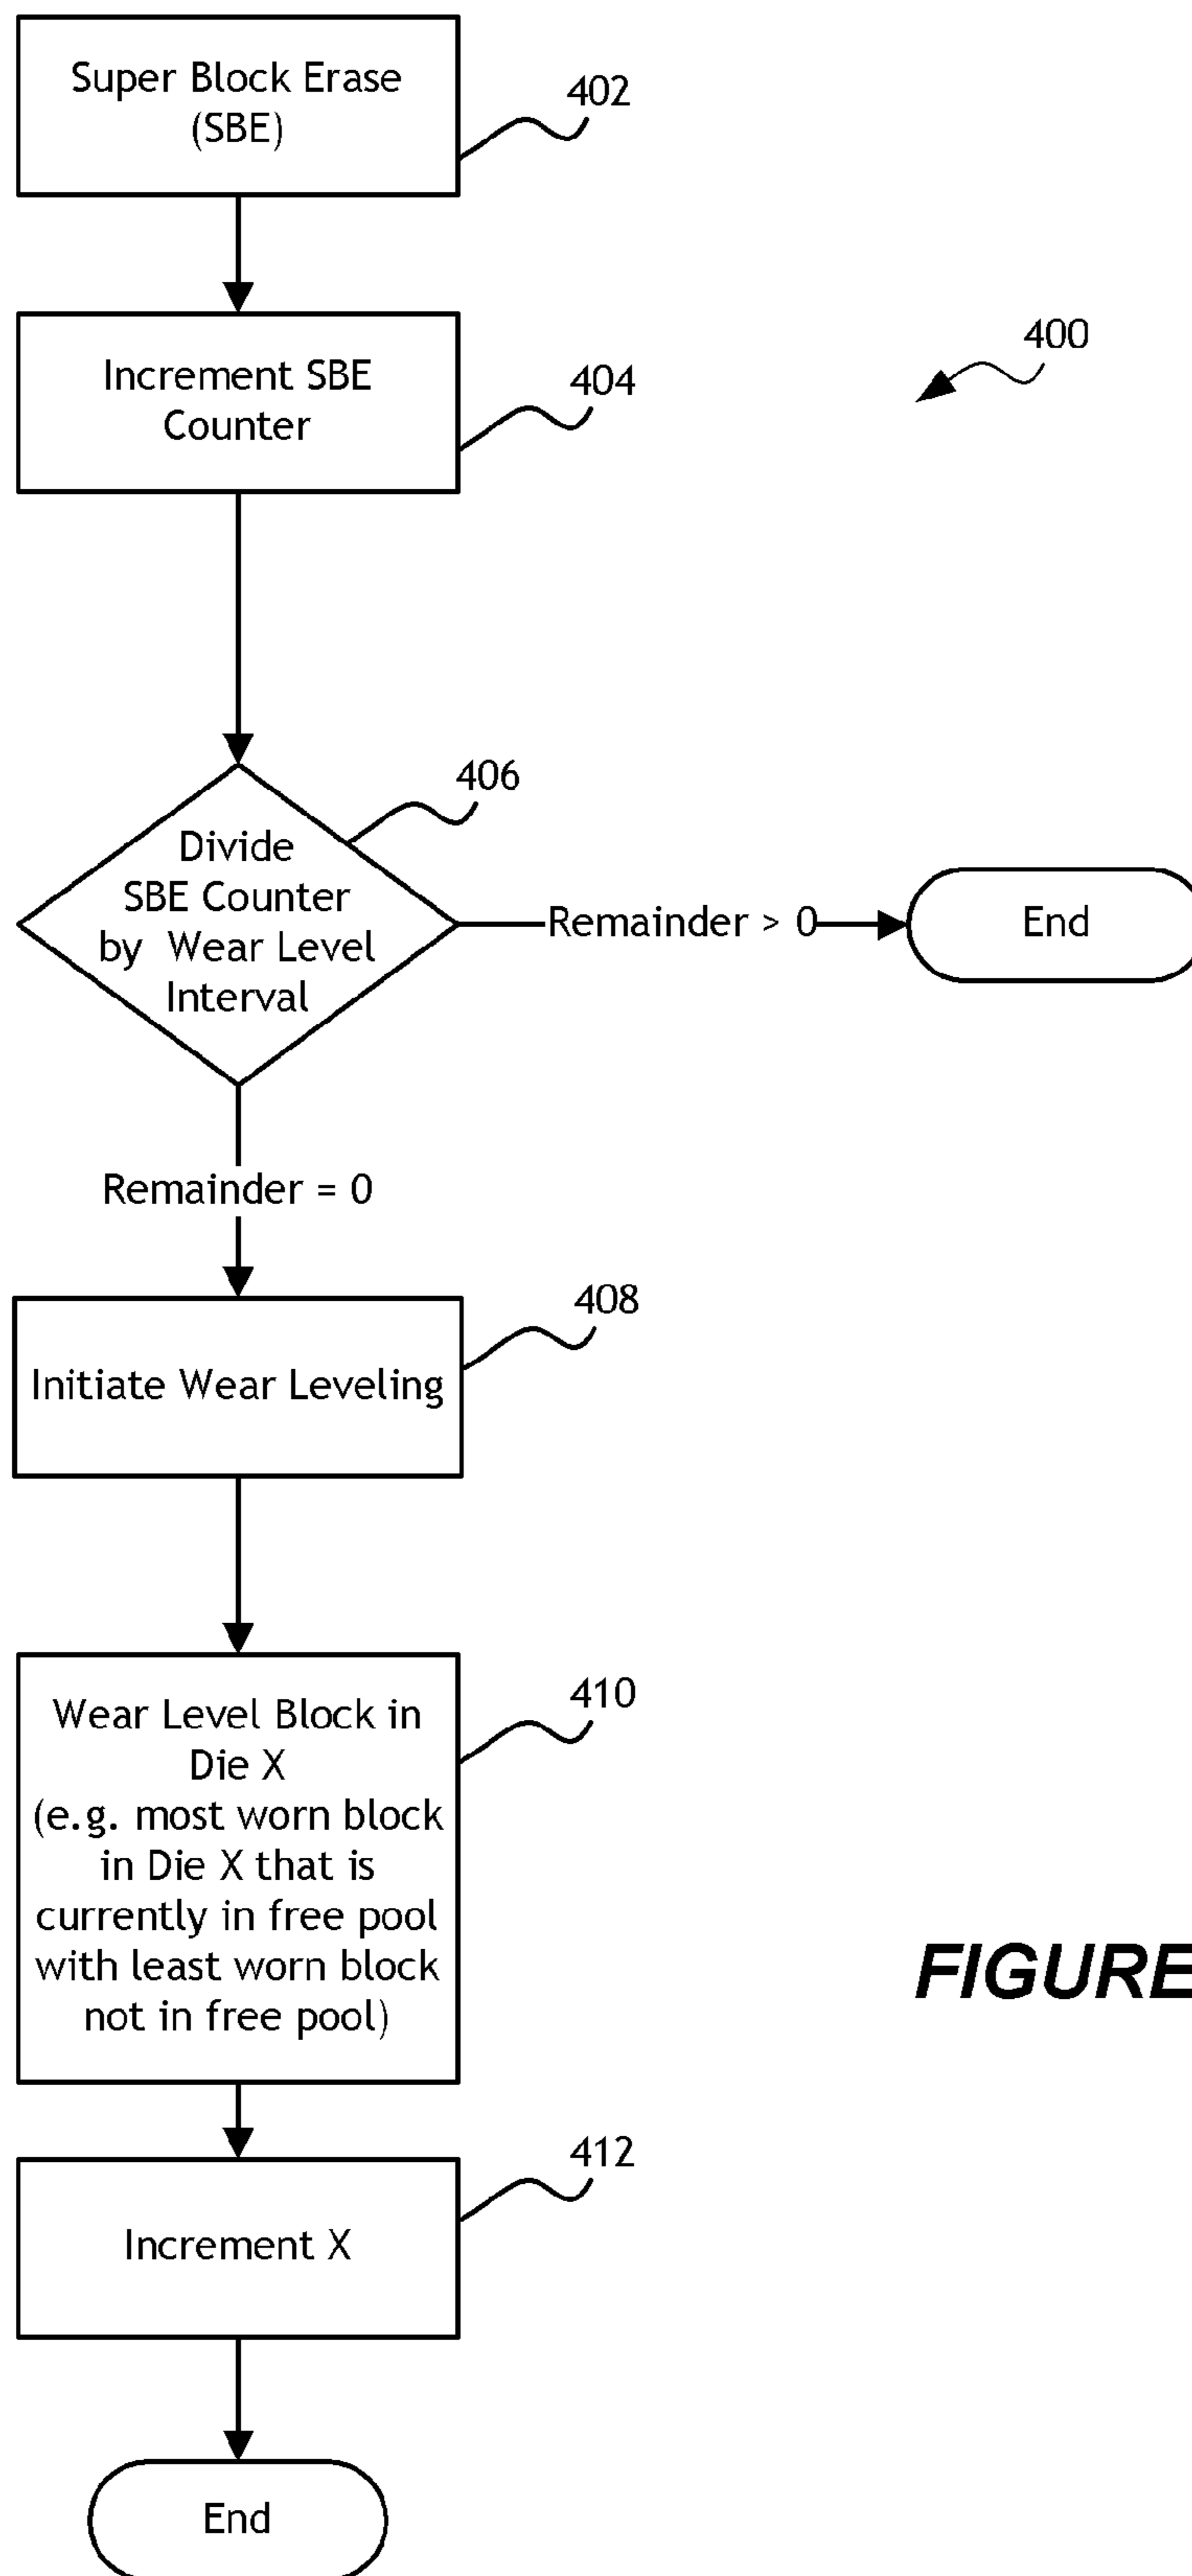 Super Block Erase
(SBE)
402
Increment SBE
Counter
404
400
Divide
SBE Counter
by Wear Level
Interval
406
Remainder > 0
End
Remainder = 0
Initiate Wear Leveling
408
Wear Level Block in
Die X
(e.g. most worn block
in Die X that is
currently in free pool
with least worn block
not in free pool)
410
FIGURE
Increment X
412
End